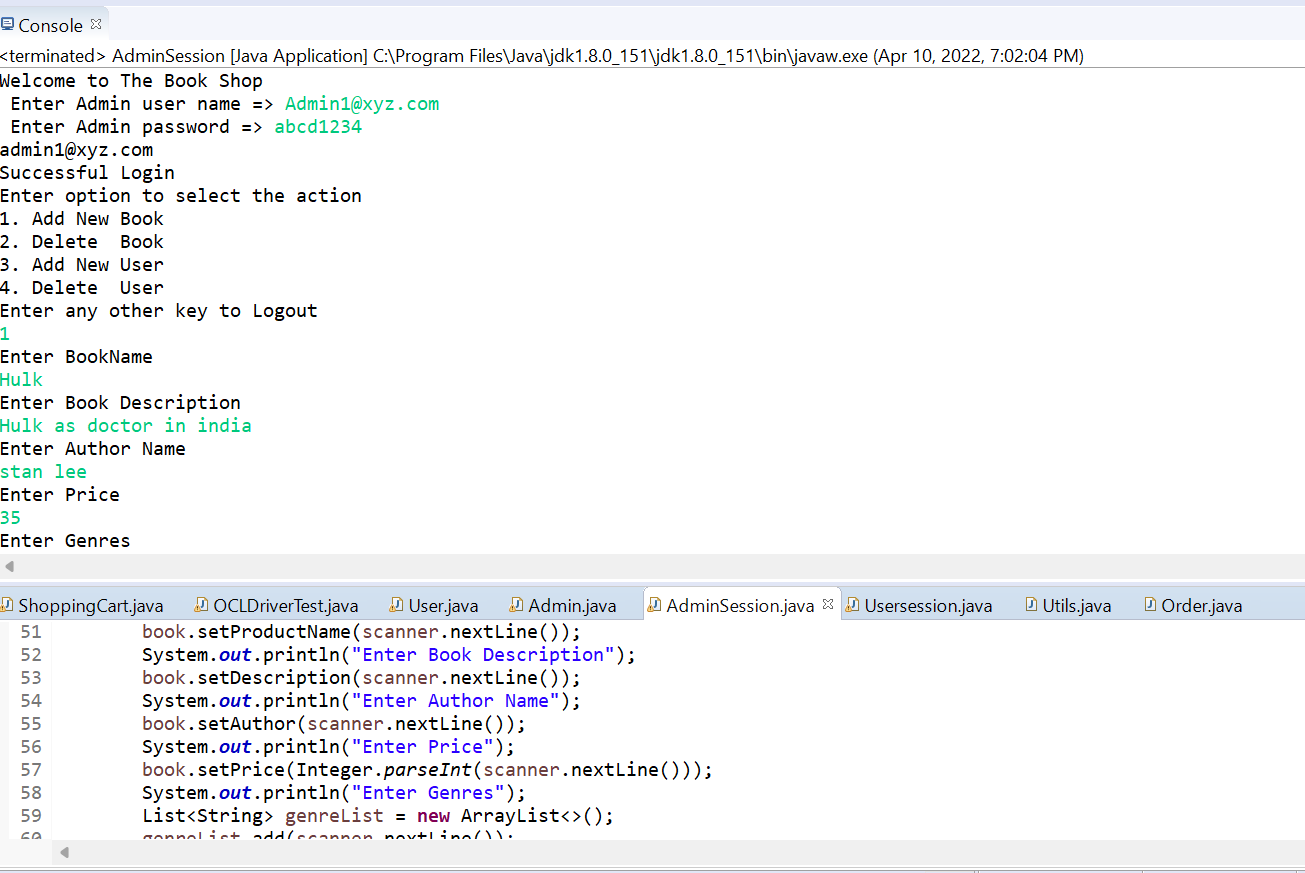 Console
<terminated> AdminSession [Java Application] C:\Program Files\Java\jdk1.8.0_151\jdk1.8.0_151\bin\javaw.exe (Apr 10, 2022, 7:02:04 PM)
Welcome to The Book Shop
Enter Admin user name => Admin1@xyz.com
Enter Admin password => abcd1234
admin1@xyz.com
Successful Login
Enter option to select the action
1. Add New Book
2. Delete  Book
3. Add New User
4. Delete  User
Enter any other key to Logout
1
Enter BookName
Hulk
Enter Book Description
Hulk as doctor in india
Enter Author Name
stan lee
Enter Price
35
Enter Genres
ShoppingCart.java OCLDriverTest.java User.java Admin.java AdminSession.java Usersession.java Utils.java Order.java
51 book.setProductName(scanner.nextLine());
52 System.out.println("Enter Book Description");
53 book.setDescription(scanner.nextLine());
54 System.out.println("Enter Author Name");
55 book.setAuthor(scanner.nextLine());
56 System.out.println("Enter Price");
57 book.setPrice(Integer.parseInt(scanner.nextLine()));
58 System.out.println("Enter Genres");
59 List<String> genreList = new ArrayList<>();
60 genreList.add(scanner.nextLine());